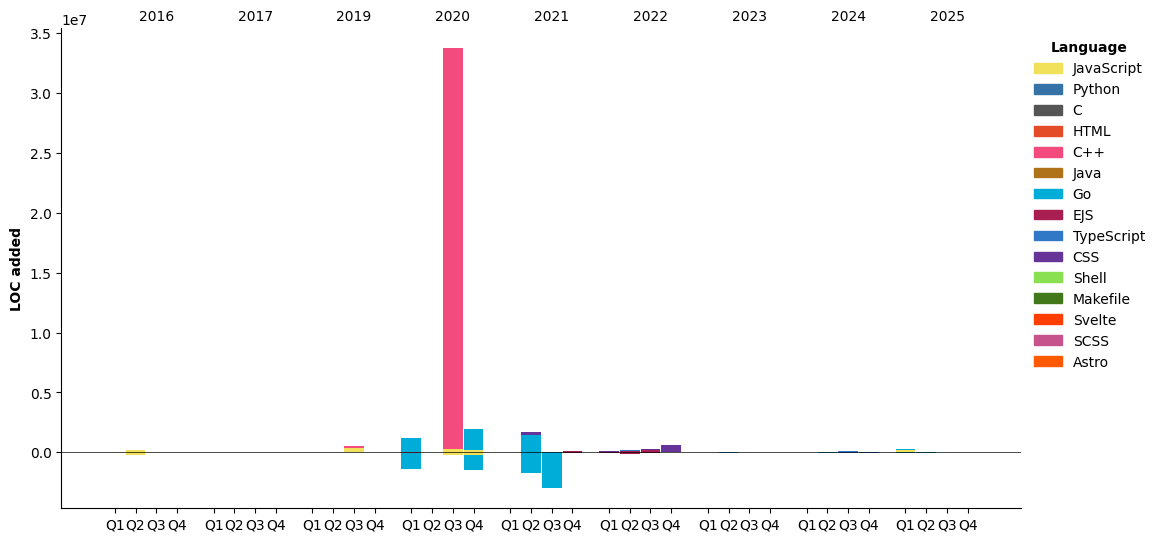 2016 2017 2019 2020 2021 2022 2023 2024 2025
1e7
3.5
3.0
2.5
2.0
1.5
1.0
0.5
0.0
LOC added
Q1 Q2 Q3 Q4 Q1 Q2 Q3 Q4 Q1 Q2 Q3 Q4 Q1 Q2 Q3 Q4 Q1 Q2 Q3 Q4 Q1 Q2 Q3 Q4 Q1 Q2 Q3 Q4 Q1 Q2 Q3 Q4 Q1 Q2 Q3 Q4
Language
JavaScript
Python
C
HTML
C++
Java
Go
EJS
TypeScript
CSS
Shell
Makefile
Svelte
SCSS
Astro